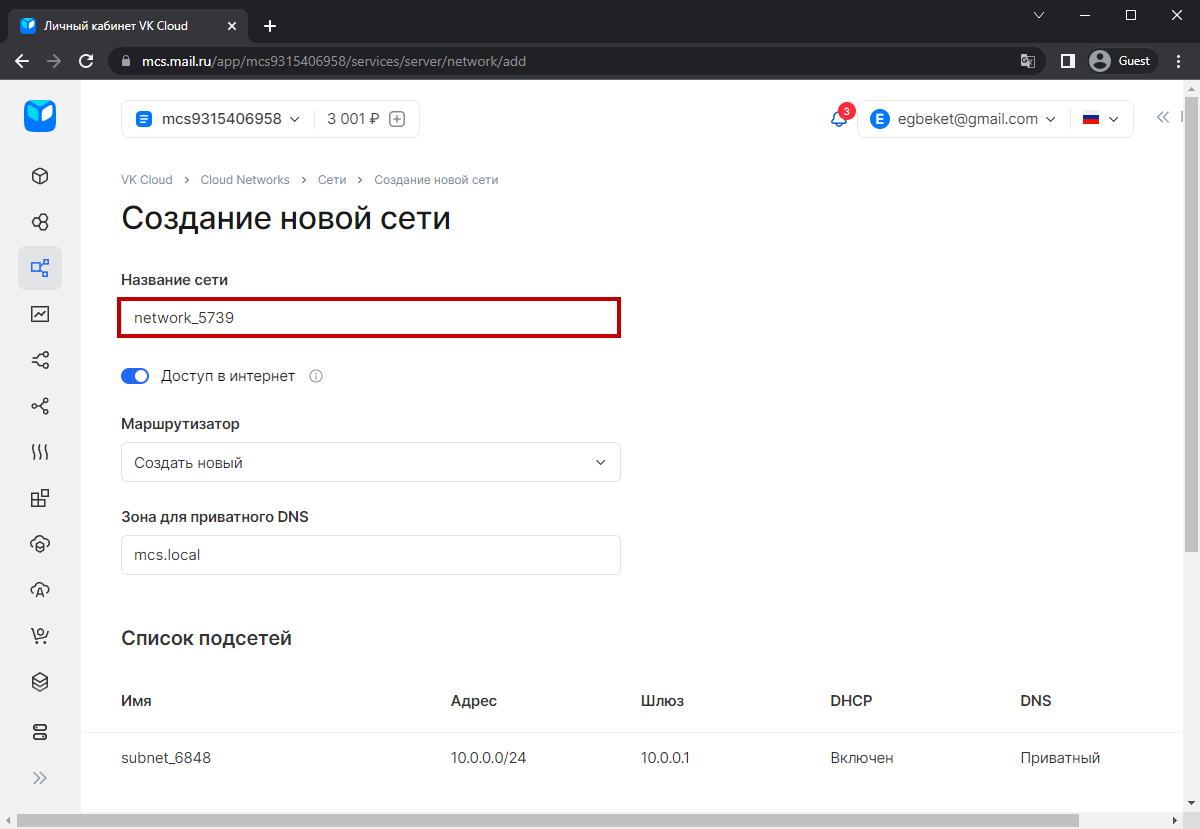 Личный кабинет VK Cloud
mcs.mail.ru/app/mcs9315406958/services/server/network/add
Guest
mcs9315406958
3 001 ₽
3
E
egbeket@gmail.com
VK Cloud > Cloud Networks > Сети > Создание новой сети
Создание новой сети
Название сети
network_5739
Доступ в интернет
Маршрутизатор
Создать новый
Зона для приватного DNS
mcs.local
Список подсетей
Имя Адрес Шлюз DHCP DNS
subnet_6848 10.0.0.0/24 10.0.0.1 Включен Приватный